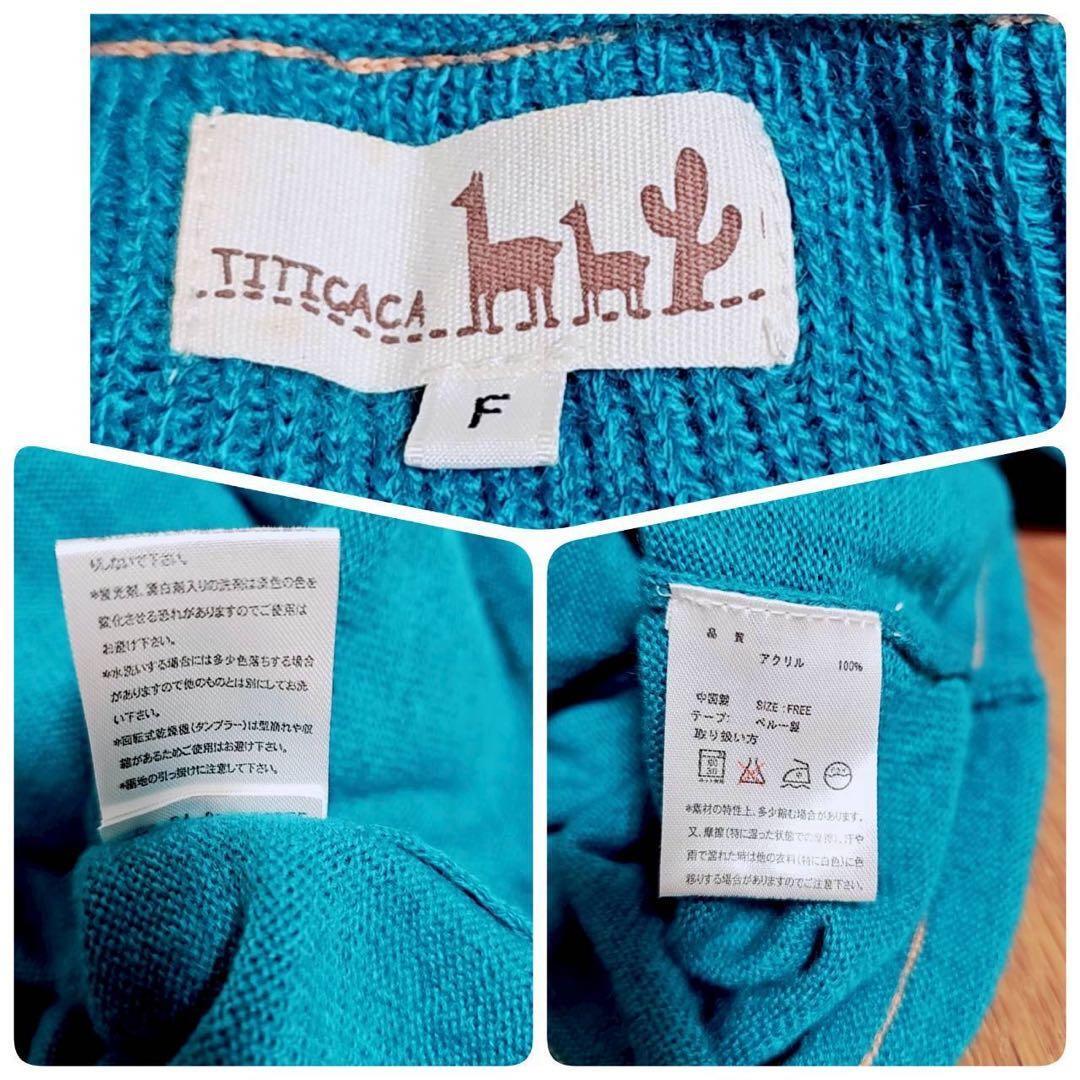 TITICACA
F
りしないで下さい。
*蛍光剤、漂白剤入りの洗剤は淡色の色を
変化させる恐れがありますのでご使用は
お避け下さい。
*水洗いする場合には多少色落ちする場合
がありますので他のものとは別にしてお洗
い下さい。
*回転式乾燥機(タンブラー)は型崩れや収
縮があるためご使用はお避け下さい。
*着地の引っ掛けに注意して下さい。
品質
アクリル 100%
中国製 SIZE:FREE
テープ: ペルー製
取り扱い方
中
*素材の特性上、多少縮む場合があります。
又、摩擦(特に湿った状態での摩擦)、汗や
雨で濡れた時は他の衣料(特に白色)に色
移りする場合がありますのでご注意下さい。